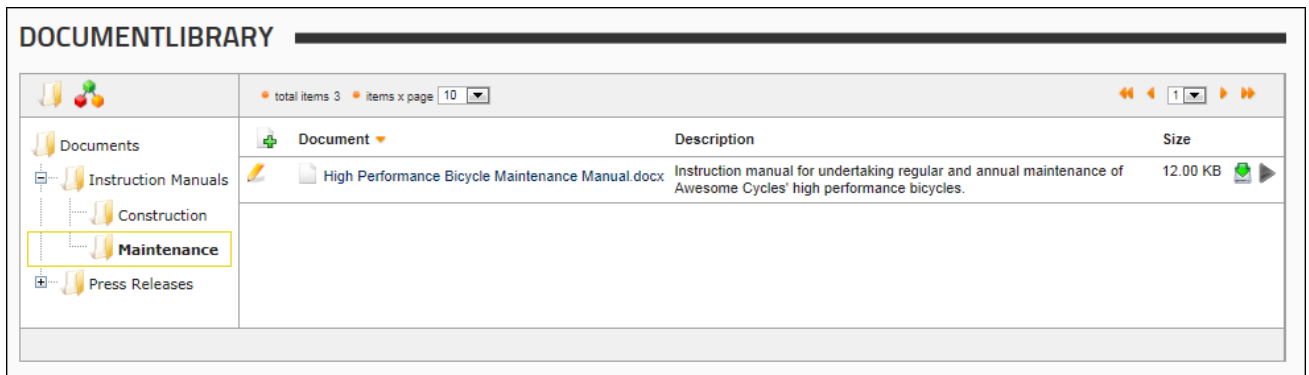 DOCUMENTLIBRARY
total items 3 items x page 10 1
Documents
Instruction Manuals
Construction
Maintenance
Press Releases
Document Description Size
High Performance Bicycle Maintenance Manual.docx Instruction manual for undertaking regular and annual maintenance of 12.00 KB
Awesome Cycles' high performance bicycles.